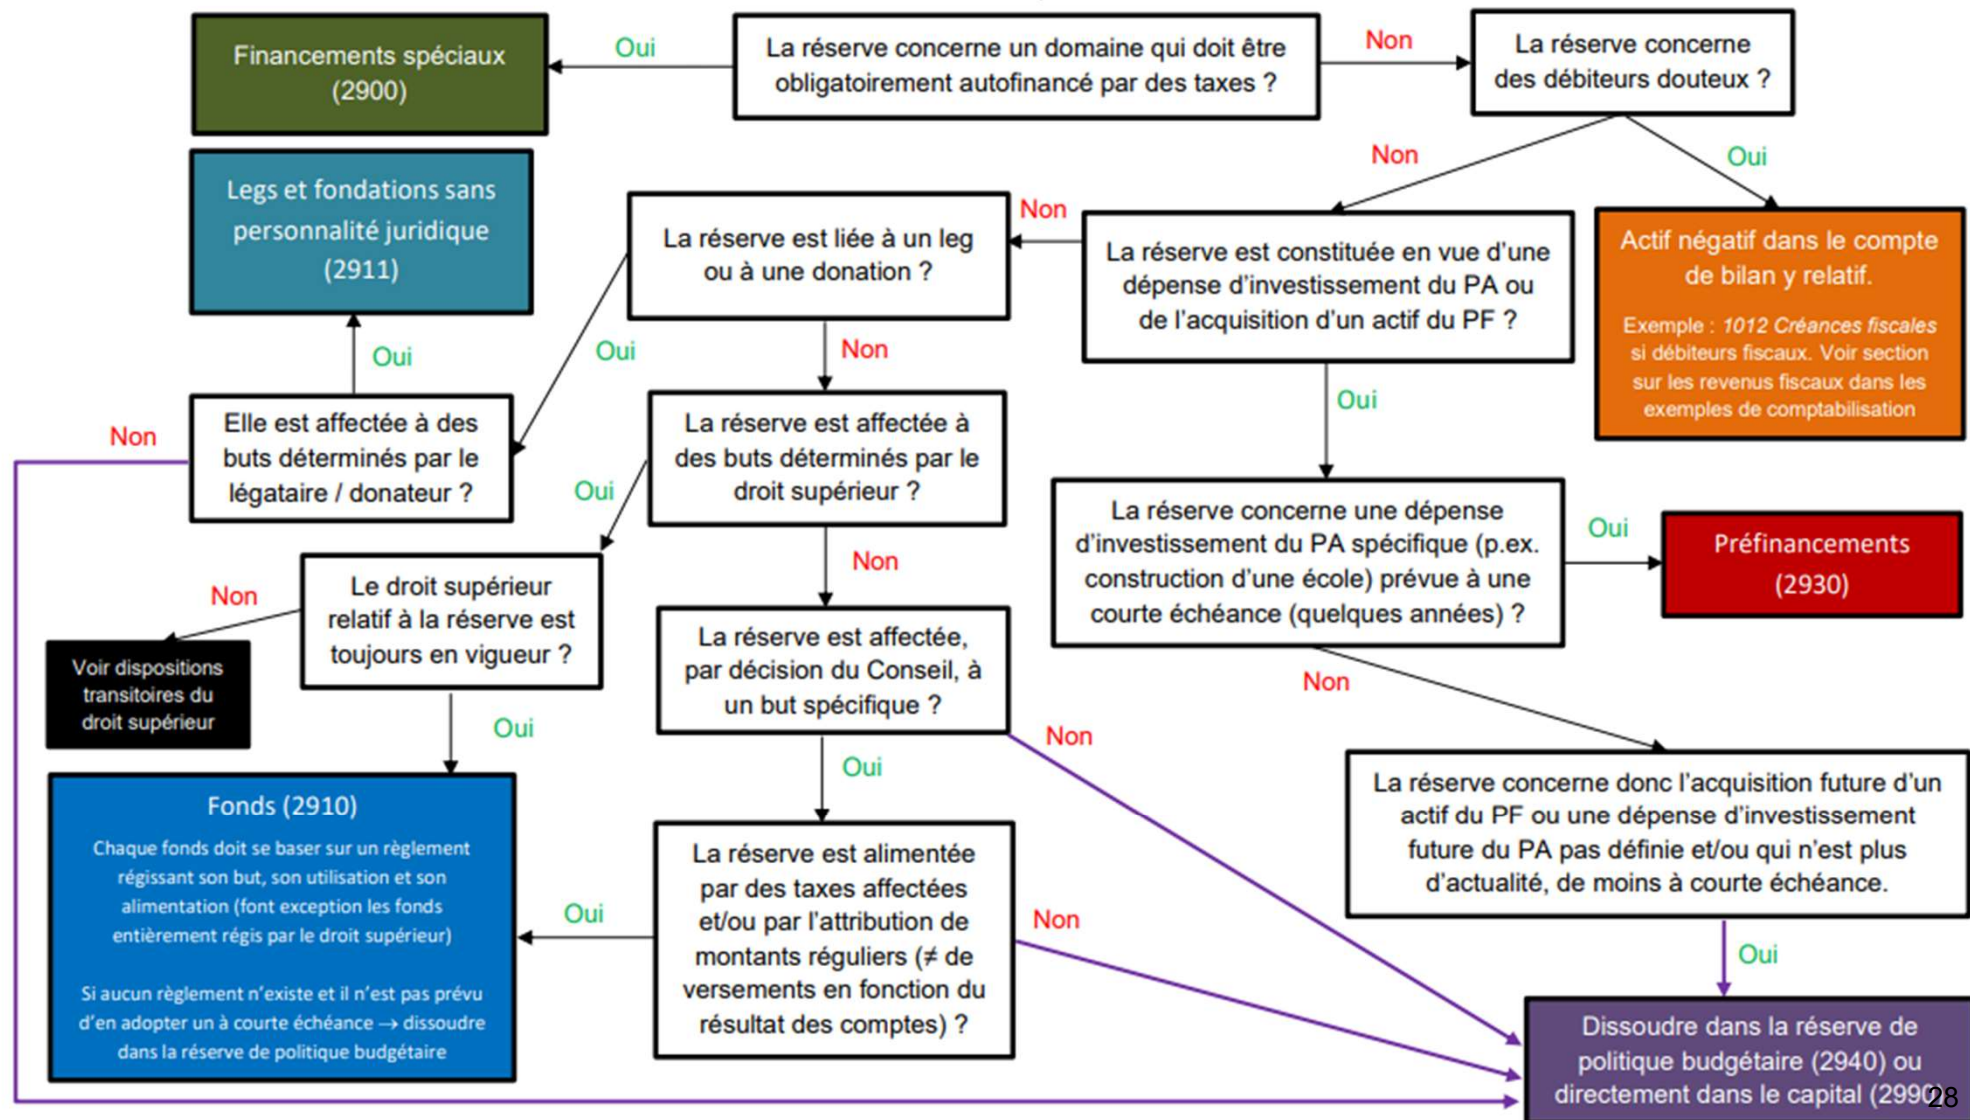 Financements spéciaux
(2900)
Oui
La réserve concerne un domaine qui doit être
obligatoirement autofinancé par des taxes ?
Non
La réserve concerne
des débiteurs douteux ?
Non
Oui
Legs et fondations sans
personnalité juridique
(2911)
La réserve est liée à un leg
ou à une donation ?
Non
La réserve est constituée en vue d'une
dépense d'investissement du PA ou
de l'acquisition d'un actif du PF ?
Actif négatif dans le compte
de bilan y relatif.
Exemple : 1012 Créances fiscales
si débiteurs fiscaux. Voir section
sur les revenus fiscaux dans les
exemples de comptabilisation
Oui
Oui
Non
Oui
Non
Elle est affectée à des
buts déterminés par le
légataire / donateur ?
La réserve est affectée à
des buts déterminés par le
droit supérieur ?
Oui
La réserve concerne une dépense
d'investissement du PA spécifique (p.ex.
construction d'une école) prévue à une
courte échéance (quelques années) ?
Oui
Préfinancements
(2930)
Non
Le droit supérieur
relatif à la réserve est
toujours en vigueur ?
Non
Voir dispositions
transitoires du
droit supérieur
La réserve est affectée,
par décision du Conseil, à
un but spécifique ?
Non
Oui
Non
Oui
La réserve concerne donc l'acquisition future d'un
actif du PF ou une dépense d'investissement
future du PA pas définie et/ou qui n'est plus
d'actualité, de moins à courte échéance.
Fonds (2910)
Chaque fonds doit se baser sur un règlement
régissant son but, son utilisation et son
alimentation (font exception les fonds
entièrement régis par le droit supérieur)
Si aucun règlement n'existe et il n'est pas prévu
d'en adopter un à courte échéance → dissoudre
dans la réserve de politique budgétaire
Oui
La réserve est alimentée
par des taxes affectées
et/ou par l'attribution de
montants réguliers (≠ de
versements en fonction du
résultat des comptes) ?
Non
Oui
Dissoudre dans la réserve de
politique budgétaire (2940) ou
directement dans le capital (2990)
28